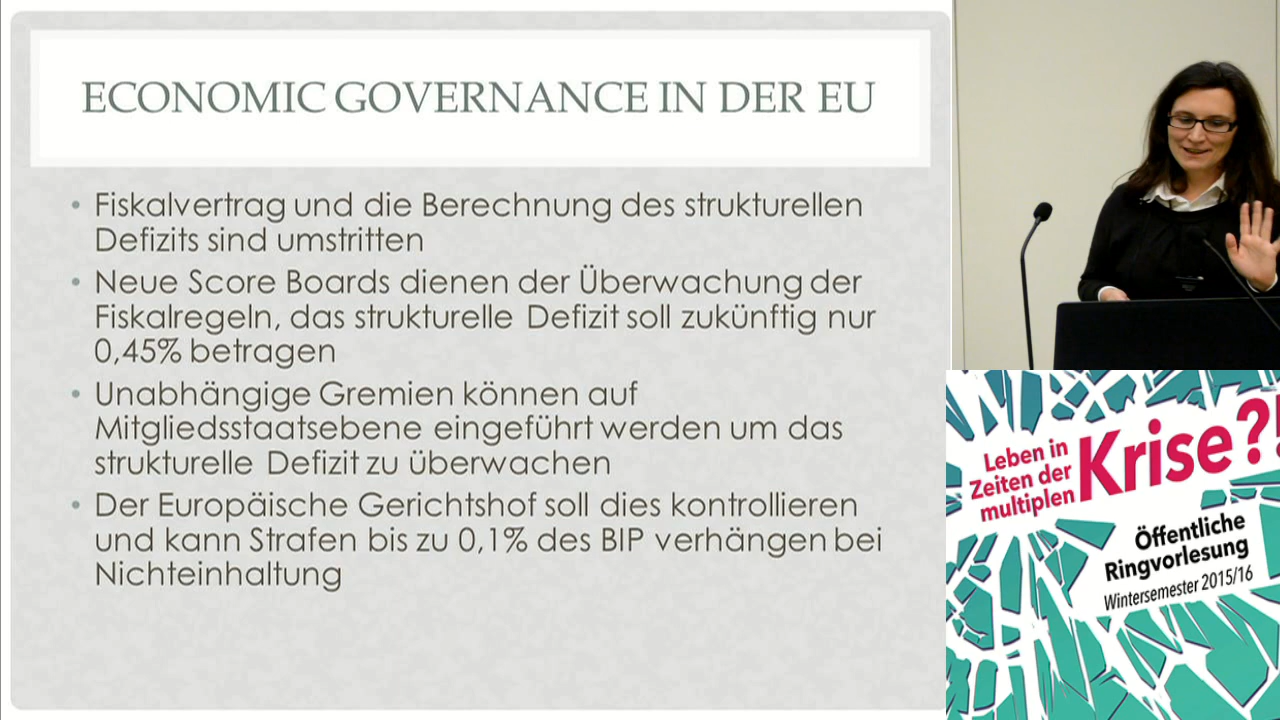 ECONOMIC GOVERNANCE IN DER EU
• Fiskalvertrag und die Berechnung des strukturellen
Defizits sind umstritten
• Neue Score Boards dienen der Überwachung der
Fiskalregeln, das strukturelle Defizit soll zukünftig nur
0,45% betragen
• Unabhängige Gremien können auf
Mitgliedsstaatsebene eingeführt werden um das
strukturelle Defizit zu überwachen
• Der Europäische Gerichtshof soll dies kontrollieren
und kann Strafen bis zu 0,1% des BIP verhängen bei
Nichteinhaltung
Leben in
Zeiten der
multiplen
Krise?!
Öffentliche
Ringvorlesung
Wintersemester 2015/16